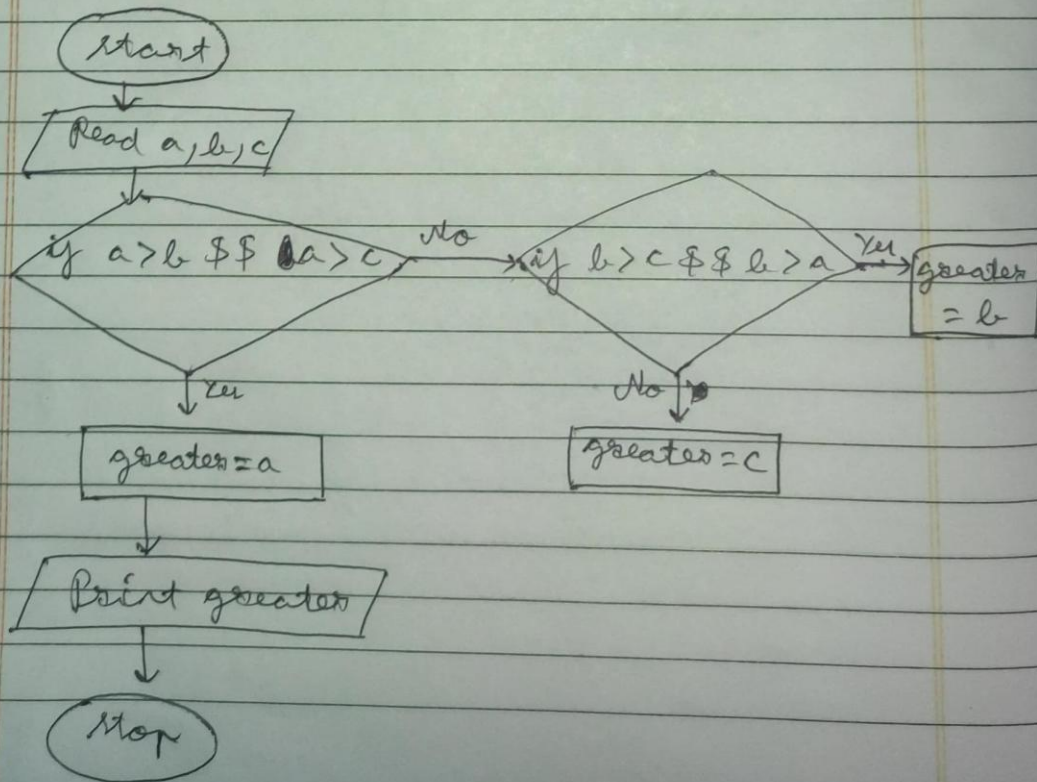 Start
Read a, b, c
if a > b $$ a > c
No
if b > c $$ b > a
Yes
greater
= b
Yes
No
greater = a
greater = c
Print greater
Stop